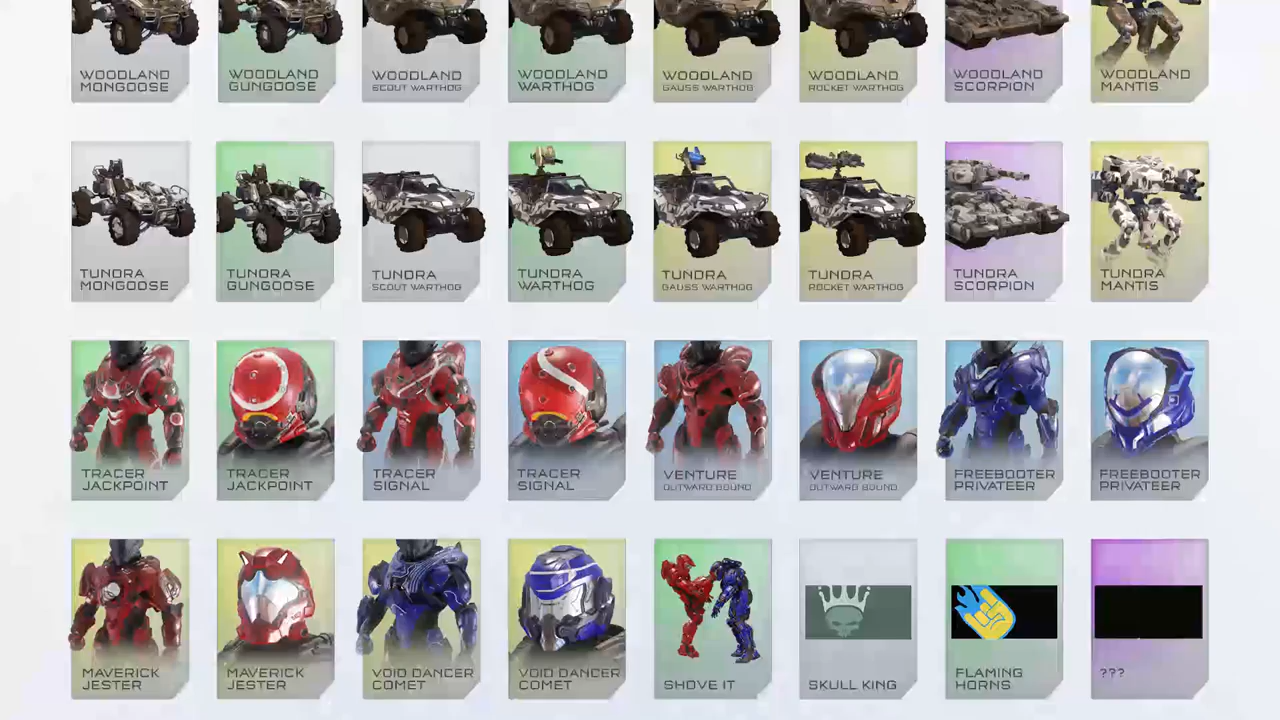 WOODLAND
MONGOOSE
WOODLAND
GUNGOOSE
WOODLAND
SCOUT WARTHOG
WOODLAND
WARTHOG
WOODLAND
GAUSS WARTHOG
WOODLAND
ROCKET WARTHOG
WOODLAND
SCORPION
WOODLAND
MANTIS
TUNDRA
MONGOOSE
TUNDRA
GUNGOOSE
TUNDRA
SCOUT WARTHOG
TUNDRA
WARTHOG
TUNDRA
GAUSS WARTHOG
TUNDRA
ROCKET WARTHOG
TUNDRA
SCORPION
TUNDRA
MANTIS
TRACER
JACKPOINT
TRACER
JACKPOINT
TRACER
SIGNAL
TRACER
SIGNAL
VENTURE
OUTWARD BOUND
VENTURE
OUTWARD BOUND
FREEBOOTER
PRIVATEER
FREEBOOTER
PRIVATEER
MAVERICK
JESTER
MAVERICK
JESTER
VOID DANCER
COMET
VOID DANCER
COMET
SHOVE IT
SKULL KING
FLAMING
HORNS
???